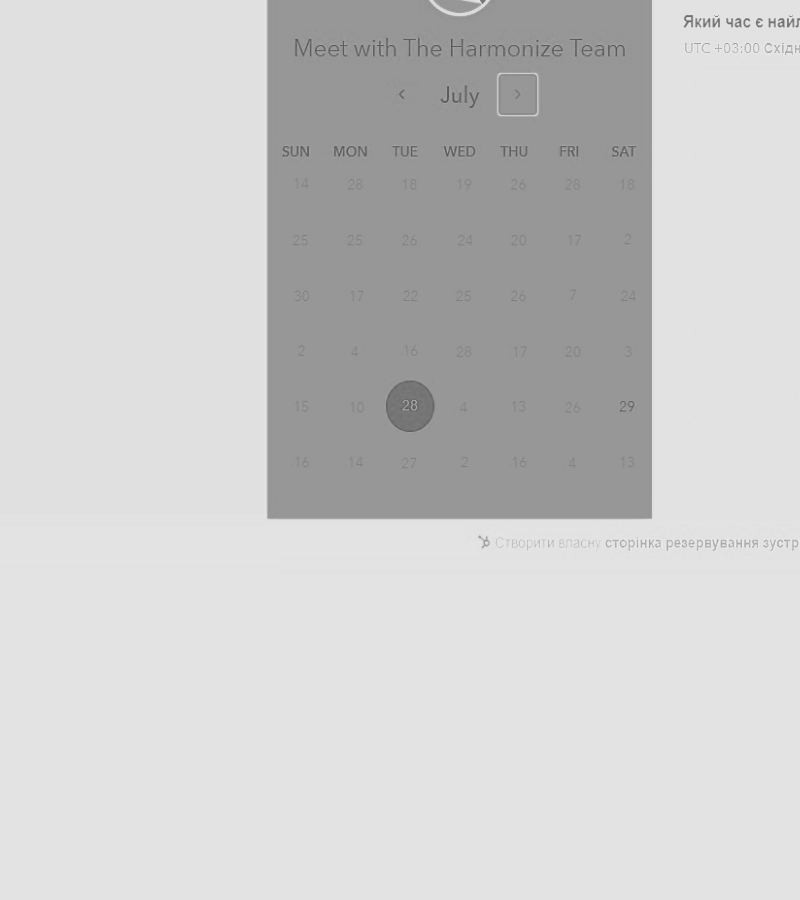 Meet with The Harmonize Team
July
SUN MON TUE WED THU FRI SAT
14 28 18 19 26 28 18
25 25 26 24 20 17 2
30 17 22 25 26 7 24
2 4 16 28 17 20 3
15 10 28 4 13 26 29
16 14 27 2 16 4 13
Який час є найл
UTC +03:00 Східн
Створити власну сторінка резервування зустр